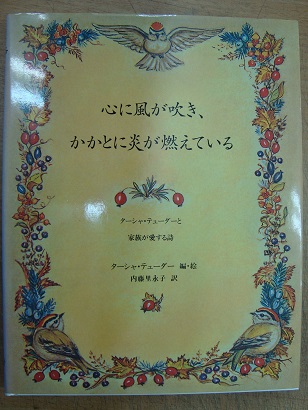 心に風が吹き、
かかとに炎が燃えている
ターシャ・テューダーと
家族が愛する詩
ターシャ・テューダー 編・絵
内藤里永子 訳